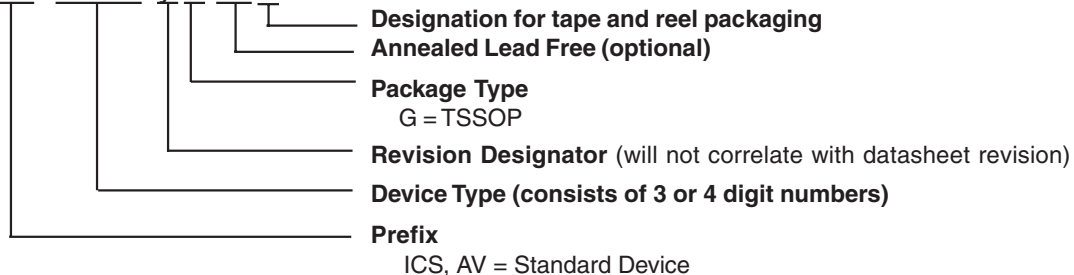 Designation for tape and reel packaging
Annealed Lead Free (optional)
Package Type
G = TSSOP
Revision Designator (will not correlate with datasheet revision)
Device Type (consists of 3 or 4 digit numbers)
Prefix
ICS, AV = Standard Device